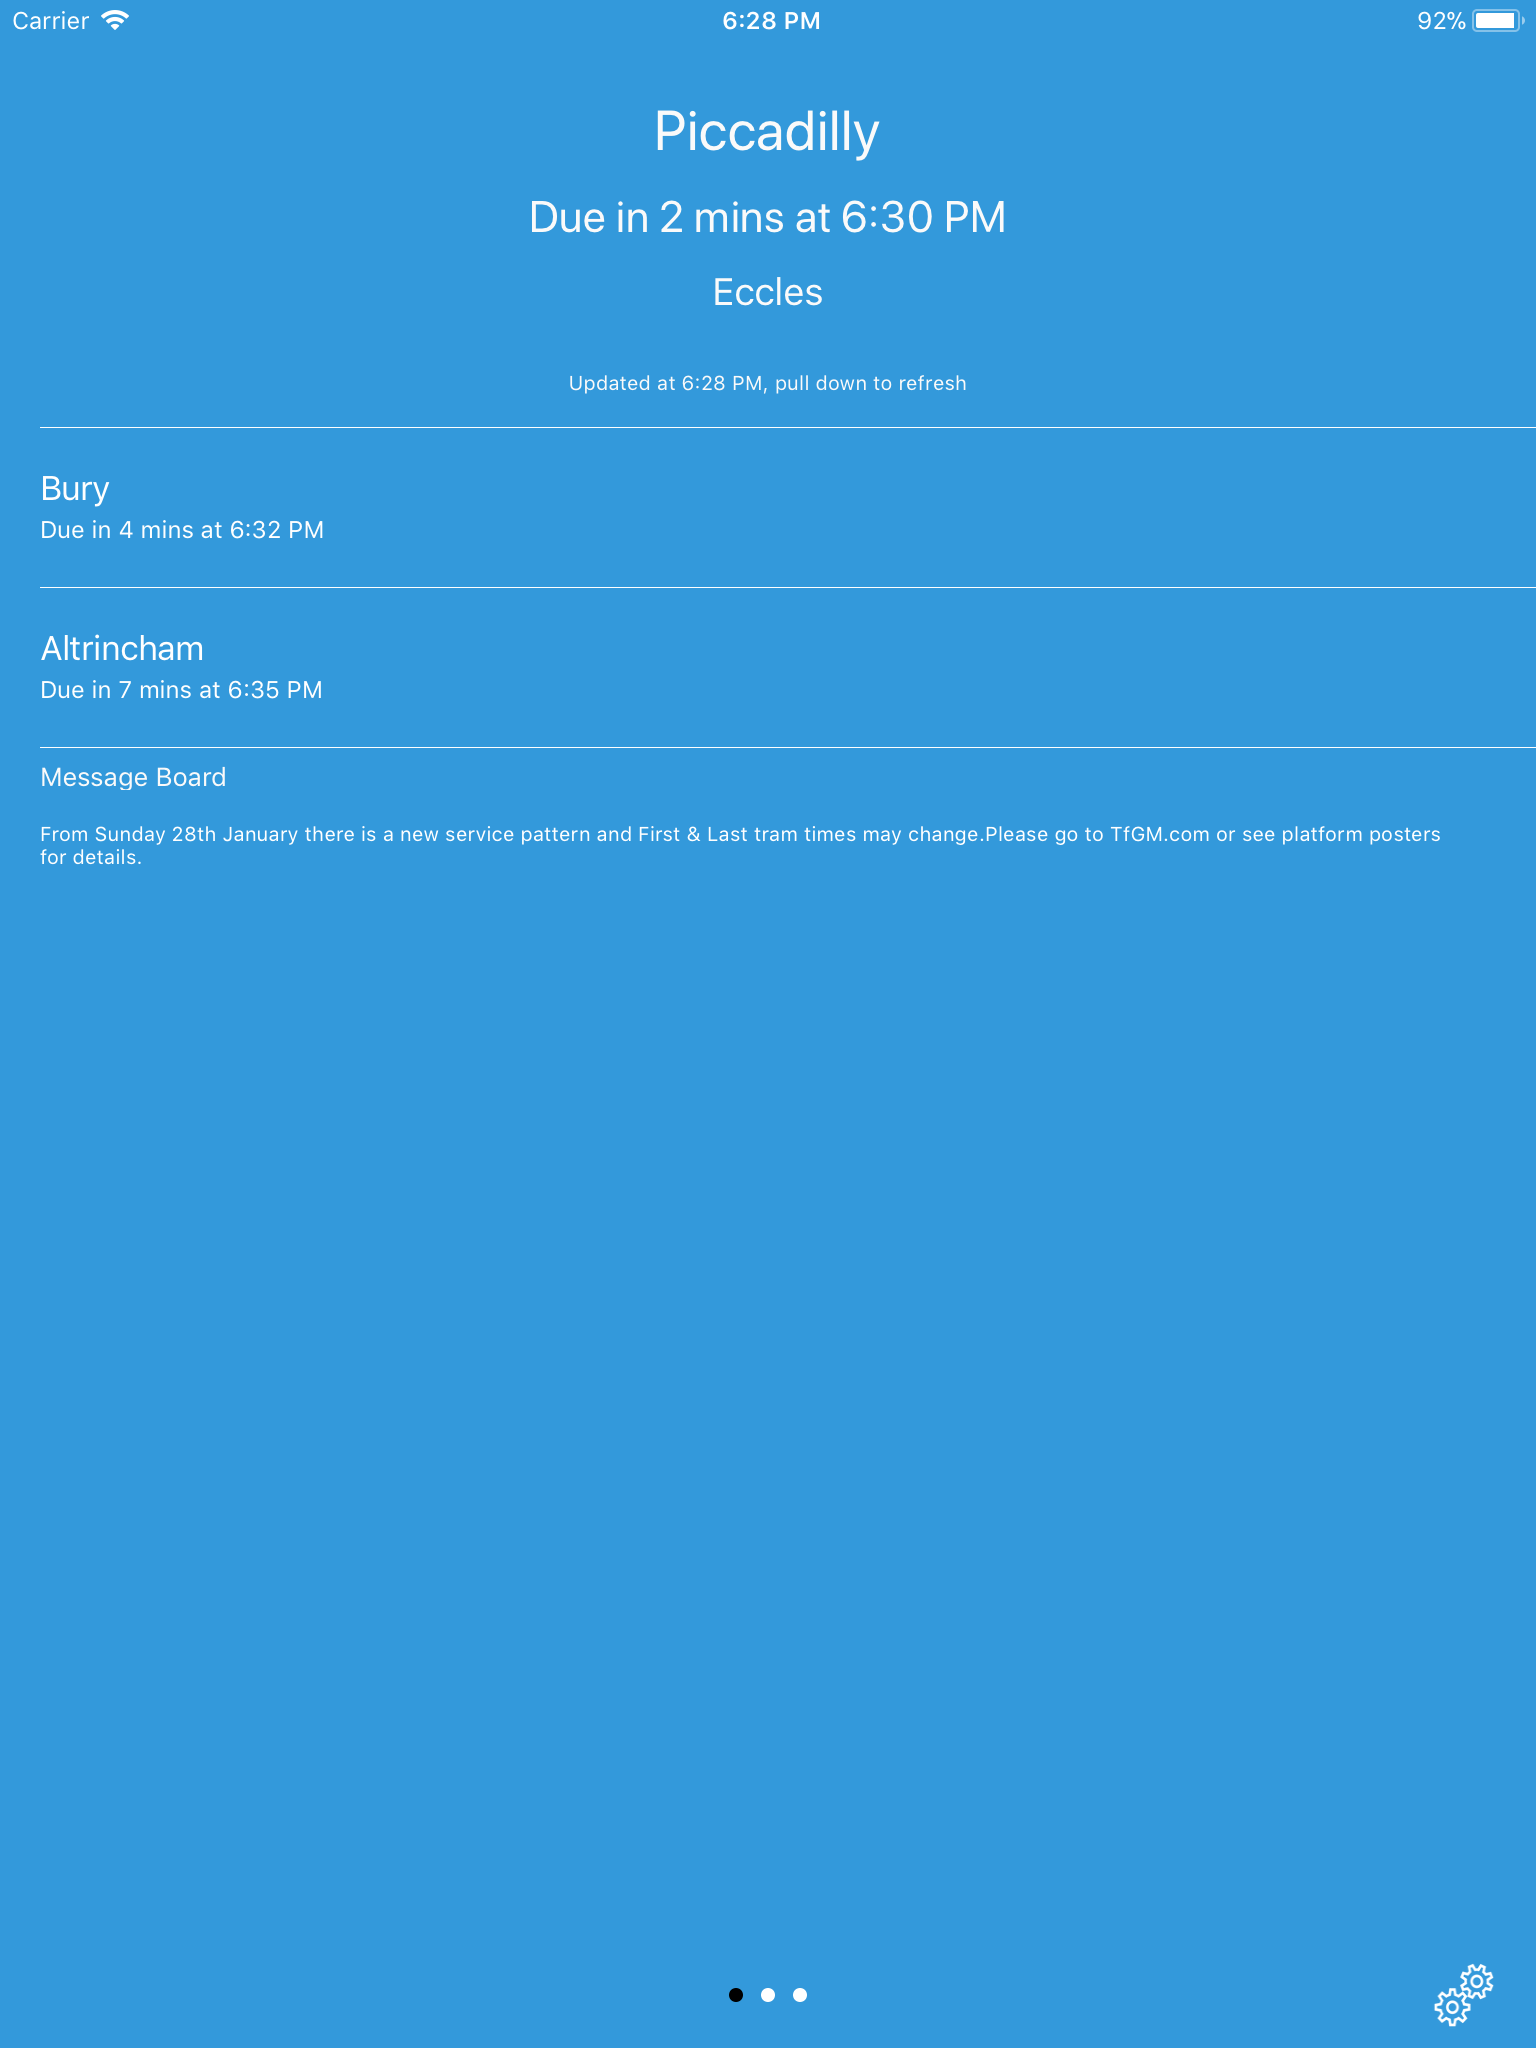 Carrier 6:28 PM 92%
Piccadilly
Due in 2 mins at 6:30 PM
Eccles
Updated at 6:28 PM, pull down to refresh
Bury
Due in 4 mins at 6:32 PM
Altrincham
Due in 7 mins at 6:35 PM
Message Board
From Sunday 28th January there is a new service pattern and First & Last tram times may change.Please go to TfGM.com or see platform posters
for details.